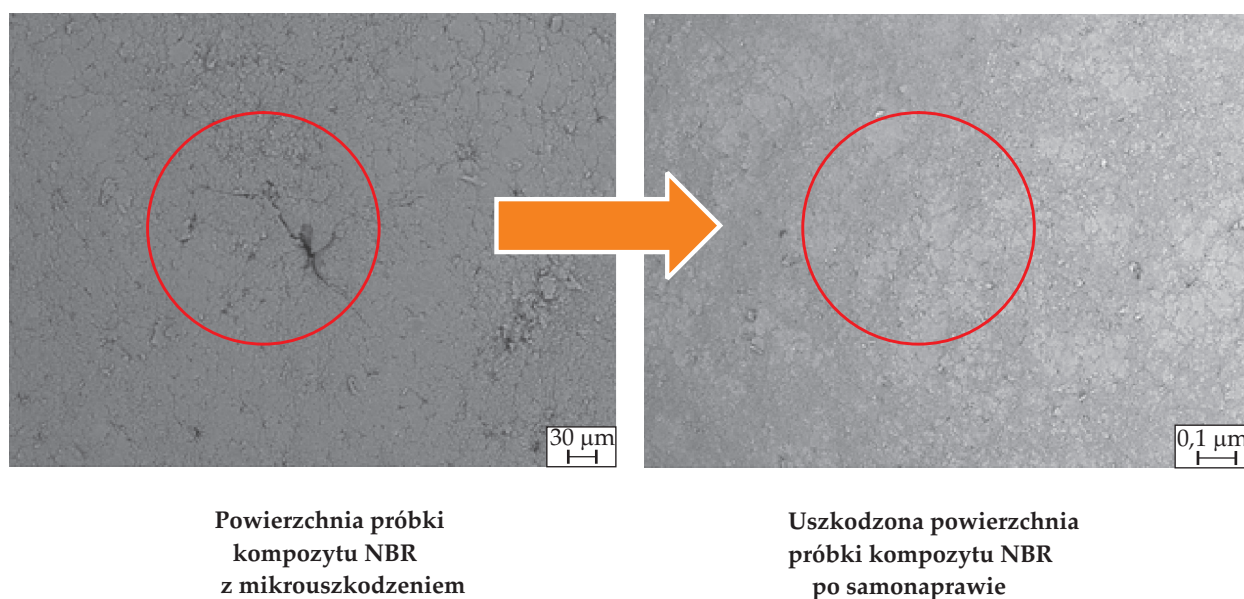 30 μm
0,1 μm
Powierzchnia próbki
kompozytu NBR
z mikrouszkodzeniem
Uszkodzona powierzchnia
próbki kompozytu NBR
po samonaprawie